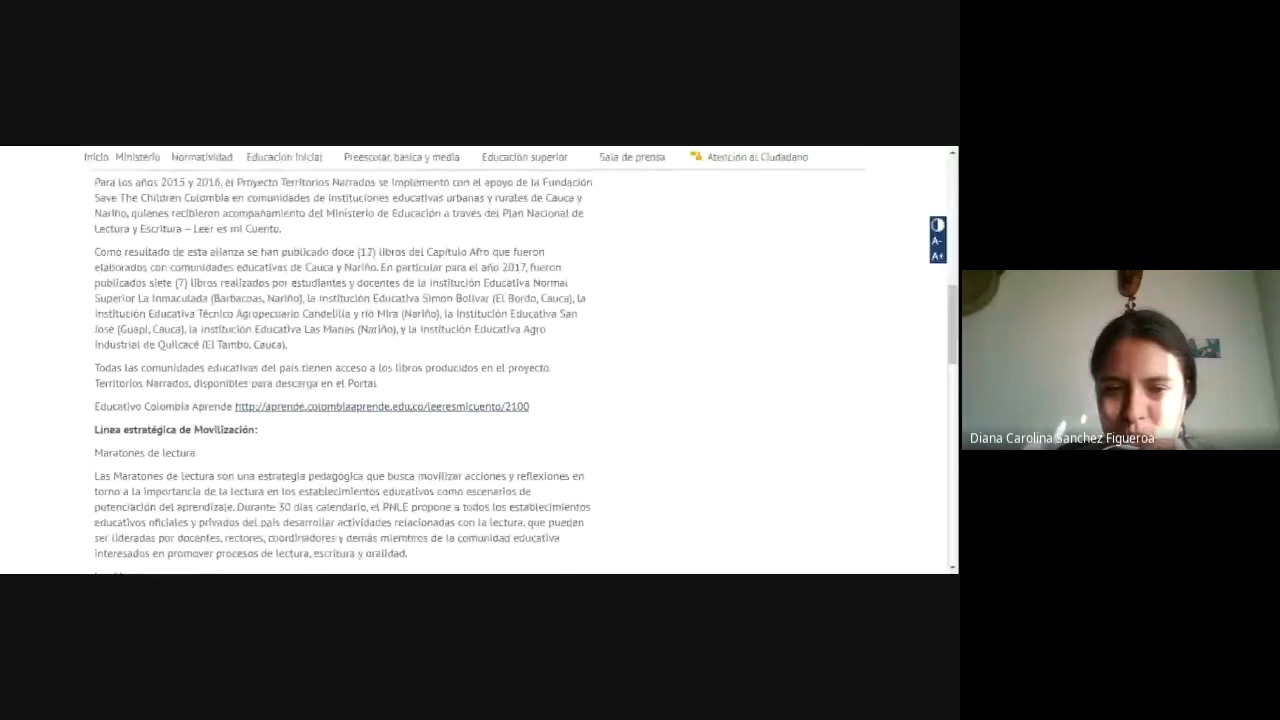 Inicio Ministerio Normatividad Educación Inicial Preescolar, básica y media Educación superior Sala de prensa Atención al Ciudadano
Para los años 2015 y 2016, el Proyecto Territorios Narrados se implementó con el apoyo de la Fundación
Save The Children Colombia en comunidades de instituciones educativas urbanas y rurales de Cauca y
Nariño, quienes recibieron acompañamiento del Ministerio de Educación a través del Plan Nacional de
Lectura y Escritura – Leer es mi Cuento.
Como resultado de esta alianza se han publicado doce (12) libros del Capítulo Afro que fueron
elaborados con comunidades educativas de Cauca y Nariño. En particular para el año 2017, fueron
publicados siete (7) libros realizados por estudiantes y docentes de la Institución Educativa Normal
Superior La Inmaculada (Barbacoas, Nariño), la Institución Educativa Simón Bolívar (El Bordo, Cauca), la
Institución Educativa Técnico Agropecuario Candelilla y río Mira (Nariño), la Institución Educativa San
José (Guapi, Cauca), la Institución Educativa Las Marías (Nariño), y la Institución Educativa Agro
Industrial de Quilcacé (El Tambo, Cauca).
Todas las comunidades educativas del país tienen acceso a los libros producidos en el proyecto
Territorios Narrados, disponibles para descarga en el Portal
Educativo Colombia Aprende http://aprende.colombiaaprende.edu.co/leeresmicuento/2100
Línea estratégica de Movilización:
Maratones de lectura
Las Maratones de lectura son una estrategia pedagógica que busca movilizar acciones y reflexiones en
torno a la importancia de la lectura en los establecimientos educativos como escenarios de
potenciación del aprendizaje. Durante 30 días calendario, el PNLE propone a todos los establecimientos
educativos oficiales y privados del país desarrollar actividades relacionadas con la lectura, que pueden
ser lideradas por docentes, rectores, coordinadores y demás miembros de la comunidad educativa
interesados en promover procesos de lectura, escritura y oralidad.
A-
A+
Diana Carolina Sanchez Figueroa